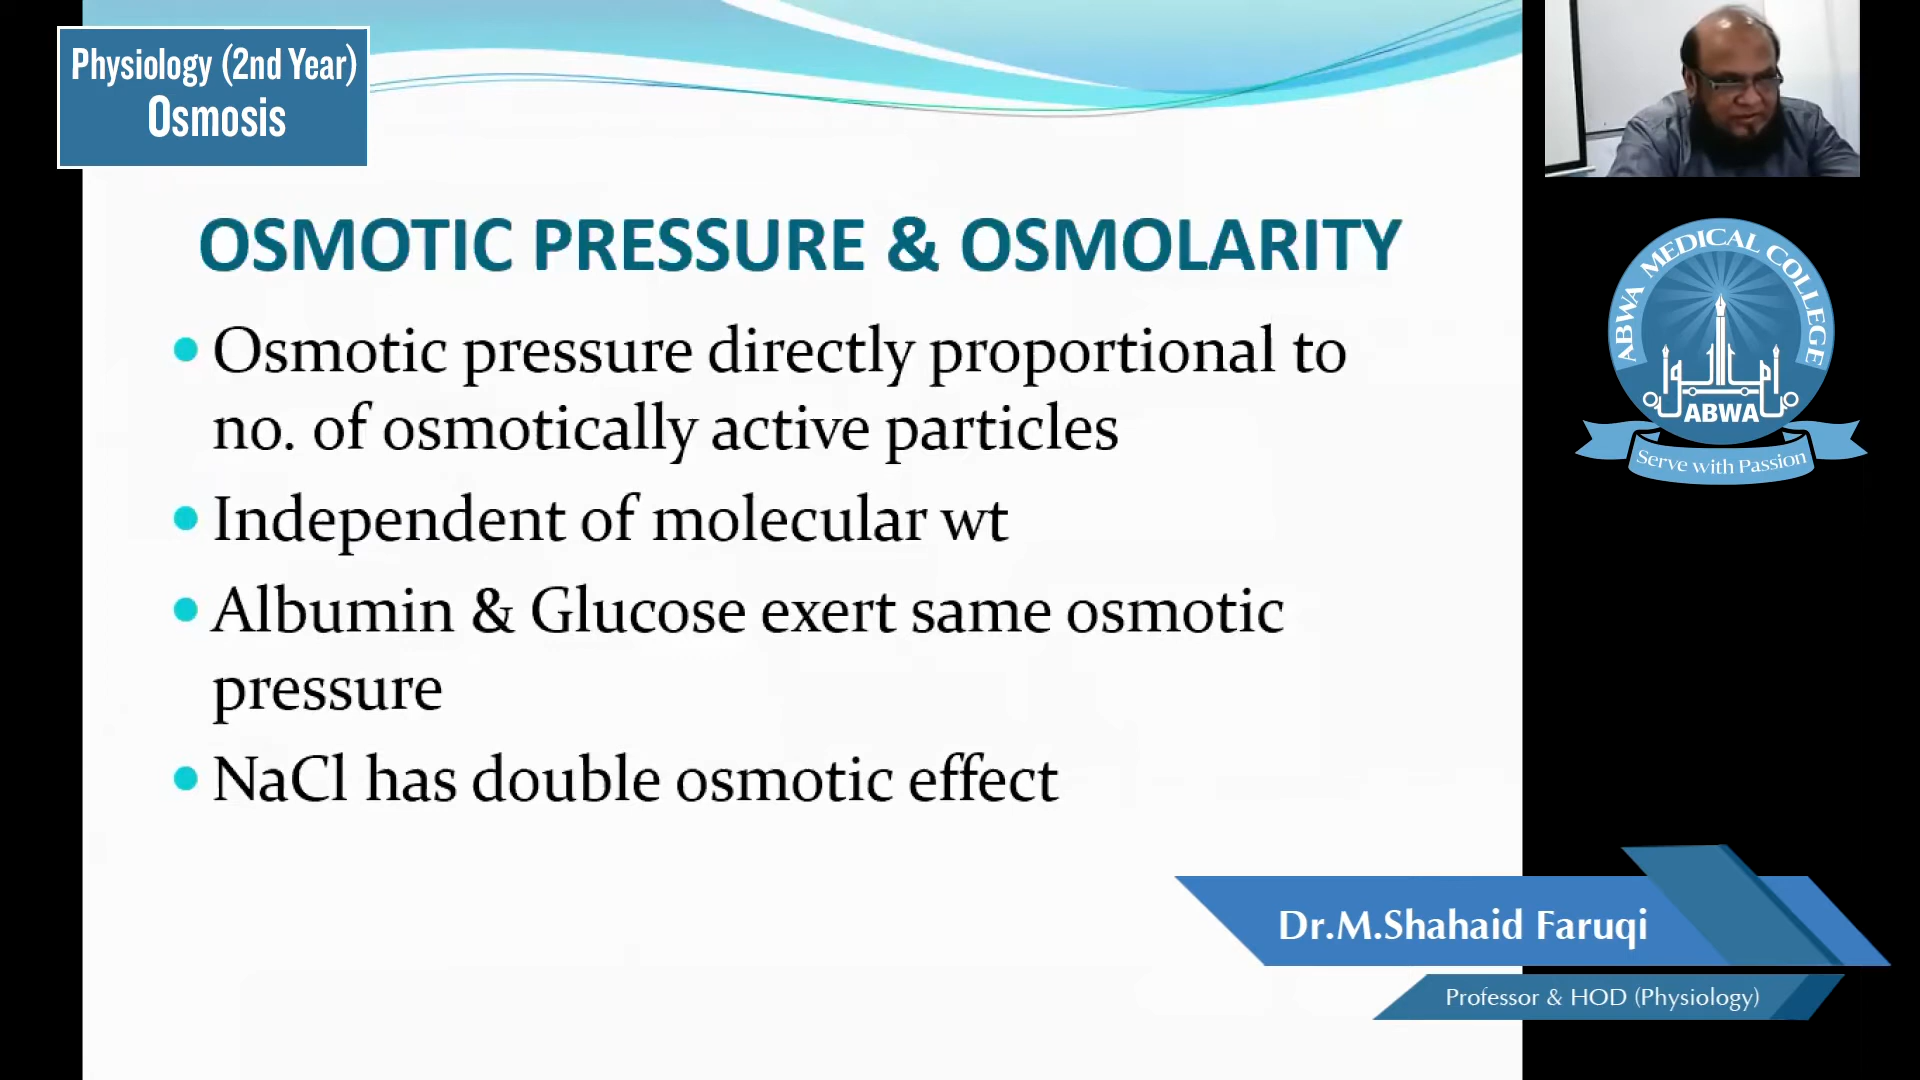 Physiology (2nd Year)
Osmosis
OSMOTIC PRESSURE & OSMOLARITY
Osmotic pressure directly proportional to
no. of osmotically active particles
Independent of molecular wt
Albumin & Glucose exert same osmotic
pressure
NaCl has double osmotic effect
ABWA MEDICAL COLLEGE
ABWA
Serve with Passion
Dr.M.Shahaid Faruqi
Professor & HOD (Physiology)